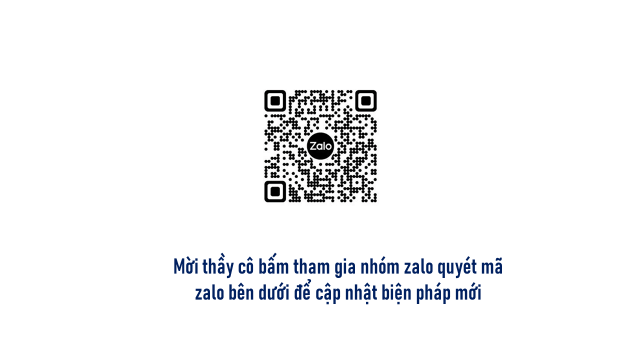 Zalo
Mời thầy cô bấm tham gia nhóm zalo quyét mã
zalo bên dưới để cập nhật biện pháp mới